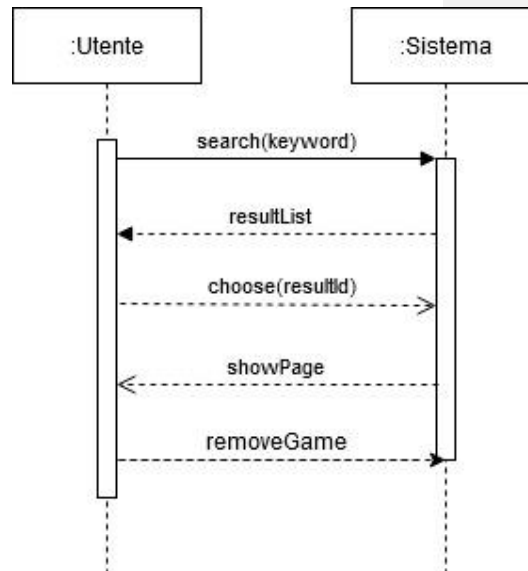 :Utente
:Sistema
search(keyword)
resultList
choose(resultId)
showPage
removeGame